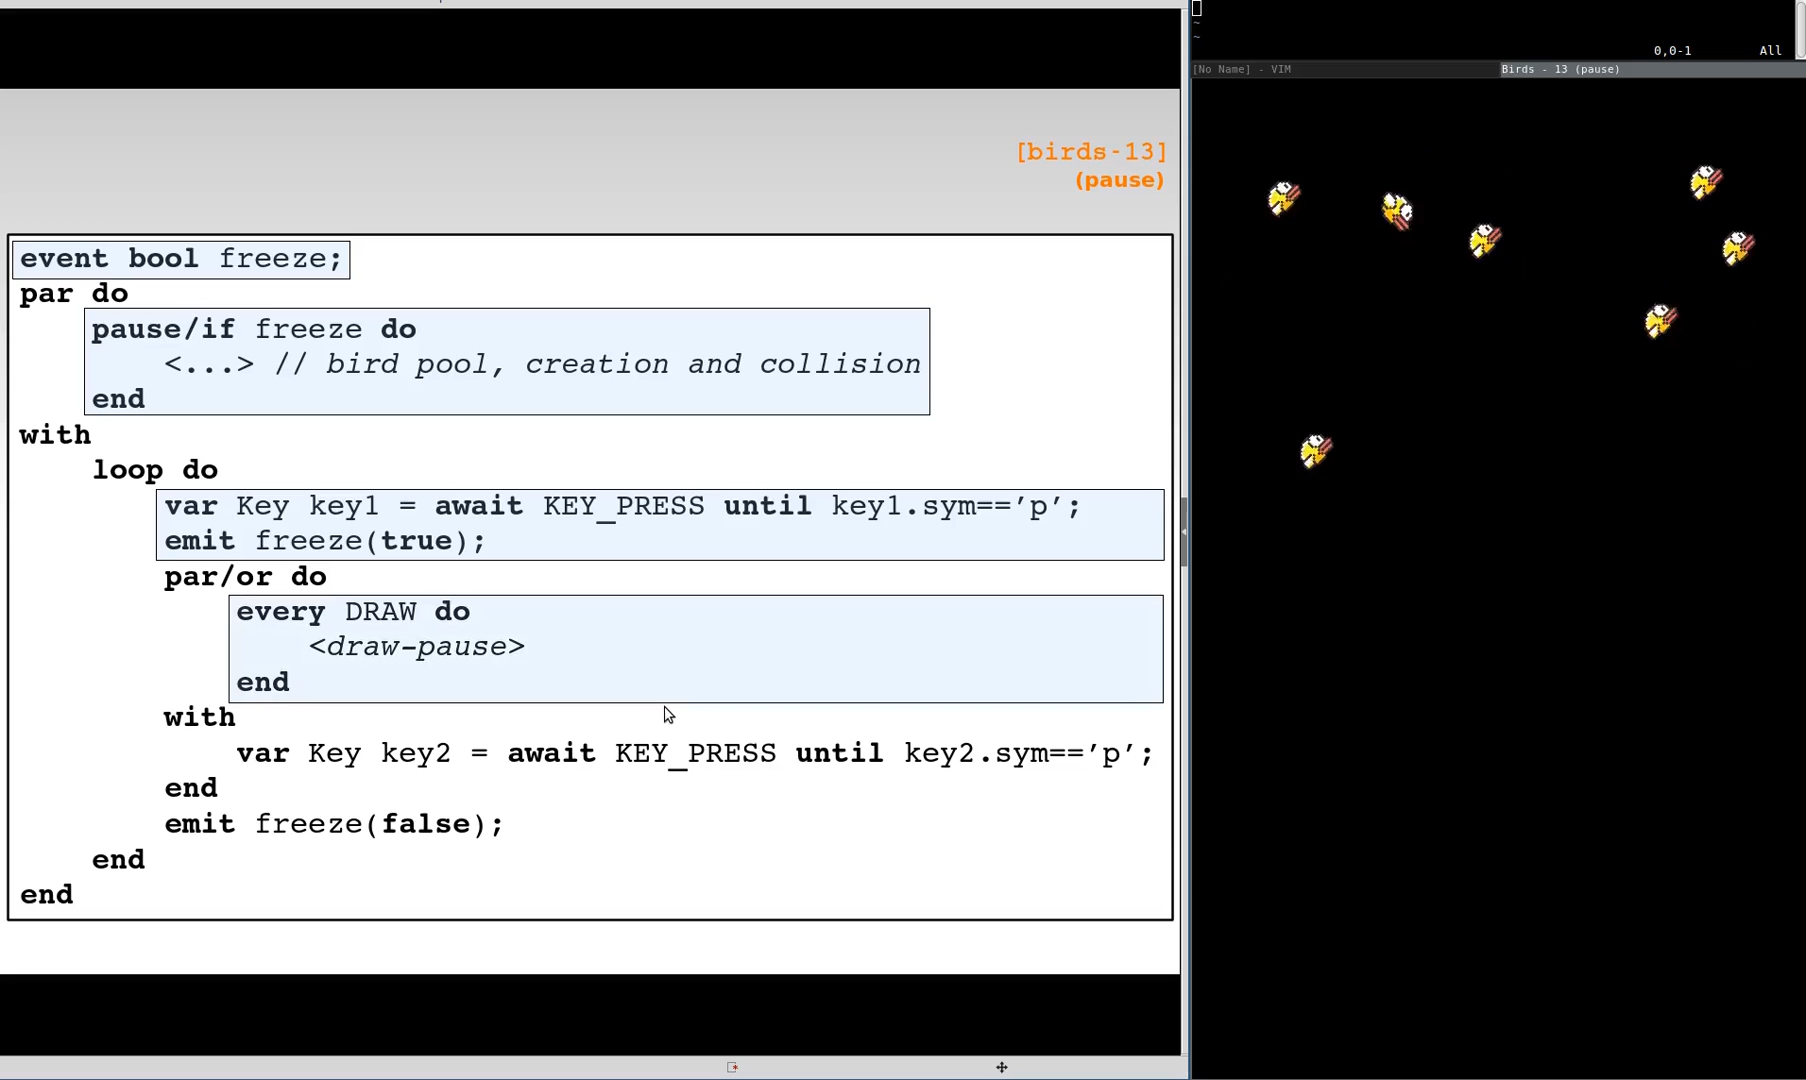 [birds-13]
(pause)
event bool freeze;
par do
pause/if freeze do
<...> // bird pool, creation and collision
end
with
loop do
var Key key1 = await KEY_PRESS until key1.sym==’p’;
emit freeze(true);
par/or do
every DRAW do
<draw-pause>
end
with
var Key key2 = await KEY_PRESS until key2.sym==’p’;
end
emit freeze(false);
end
end
~
~
0,0-1 All
[No Name] - VIM
Birds - 13 (pause)